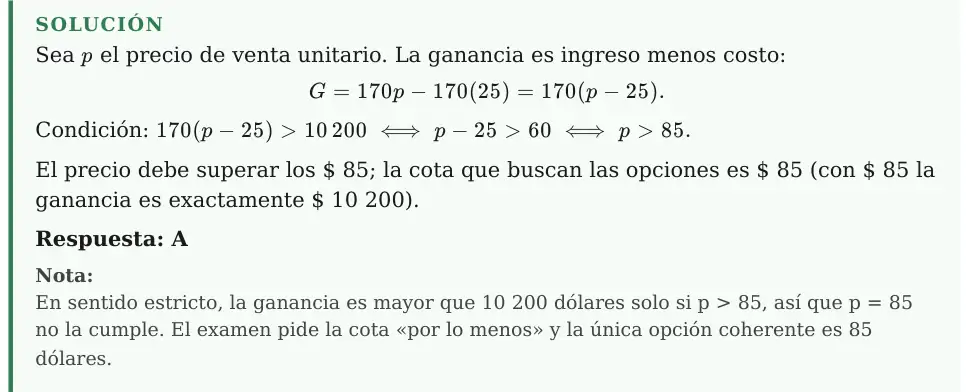 SOLUCIÓN
Sea p el precio de venta unitario. La ganancia es ingreso menos costo:
G = 170p − 170(25) = 170(p − 25).
Condición: 170(p − 25) > 10 200 ⟺ p − 25 > 60 ⟺ p > 85.
El precio debe superar los $ 85; la cota que buscan las opciones es $ 85 (con $ 85 la
ganancia es exactamente $ 10 200).
Respuesta: A
Nota:
En sentido estricto, la ganancia es mayor que 10 200 dólares solo si p > 85, así que p = 85
no la cumple. El examen pide la cota «por lo menos» y la única opción coherente es 85
dólares.